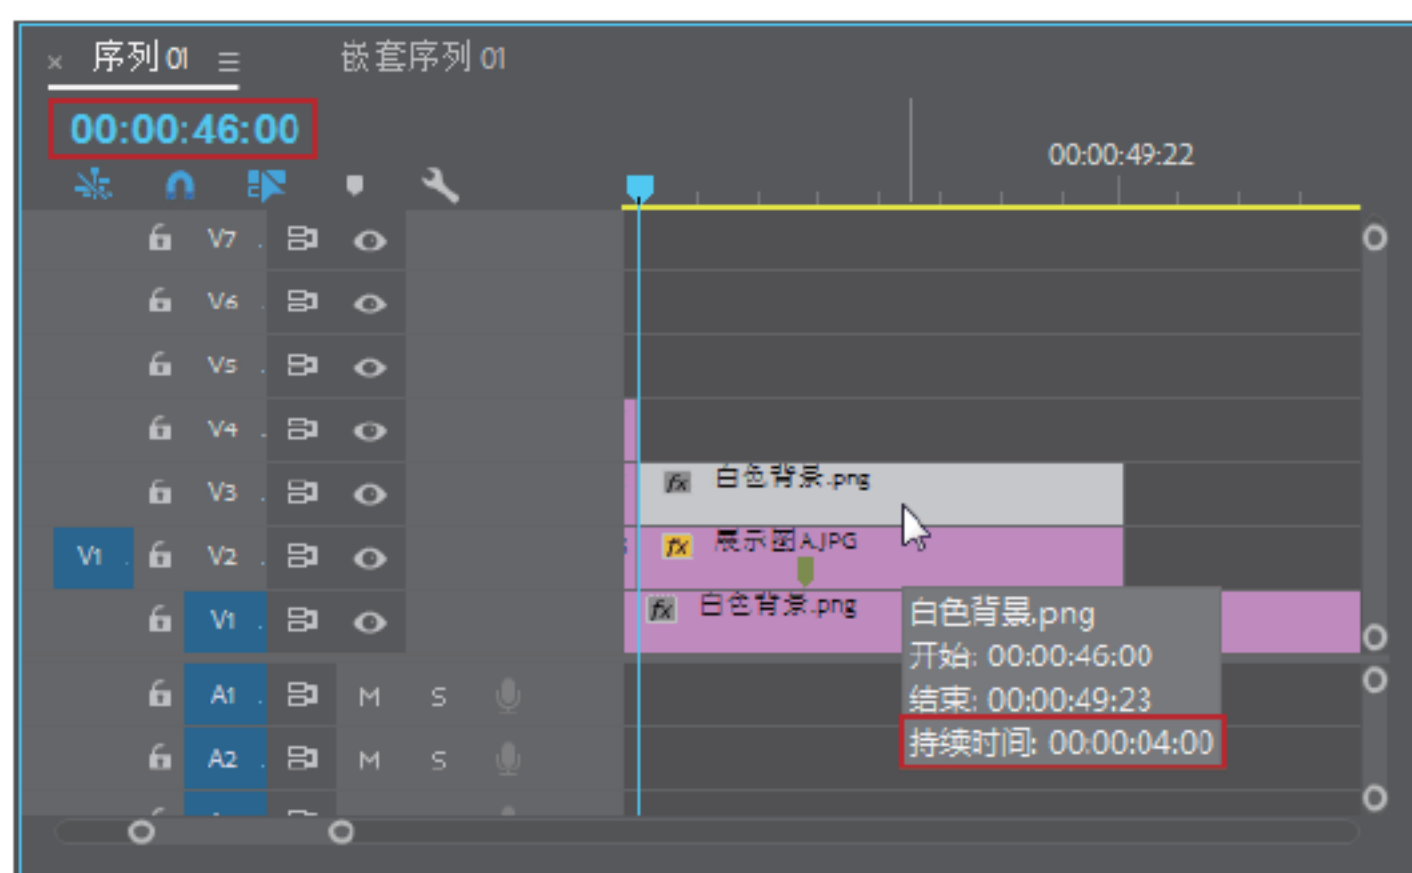 × 序列 01 ☰ 嵌套序列 01
00:00:46:00
00:00:49:22
V7
V6
V5
V4
V3 fx 白色背景.png
V1 V2 fx 展示图A.JPG
V1 fx 白色背景.png
白色背景.png
开始: 00:00:46:00
结束: 00:00:49:23
持续时间: 00:00:04:00
A1 M S
A2 M S